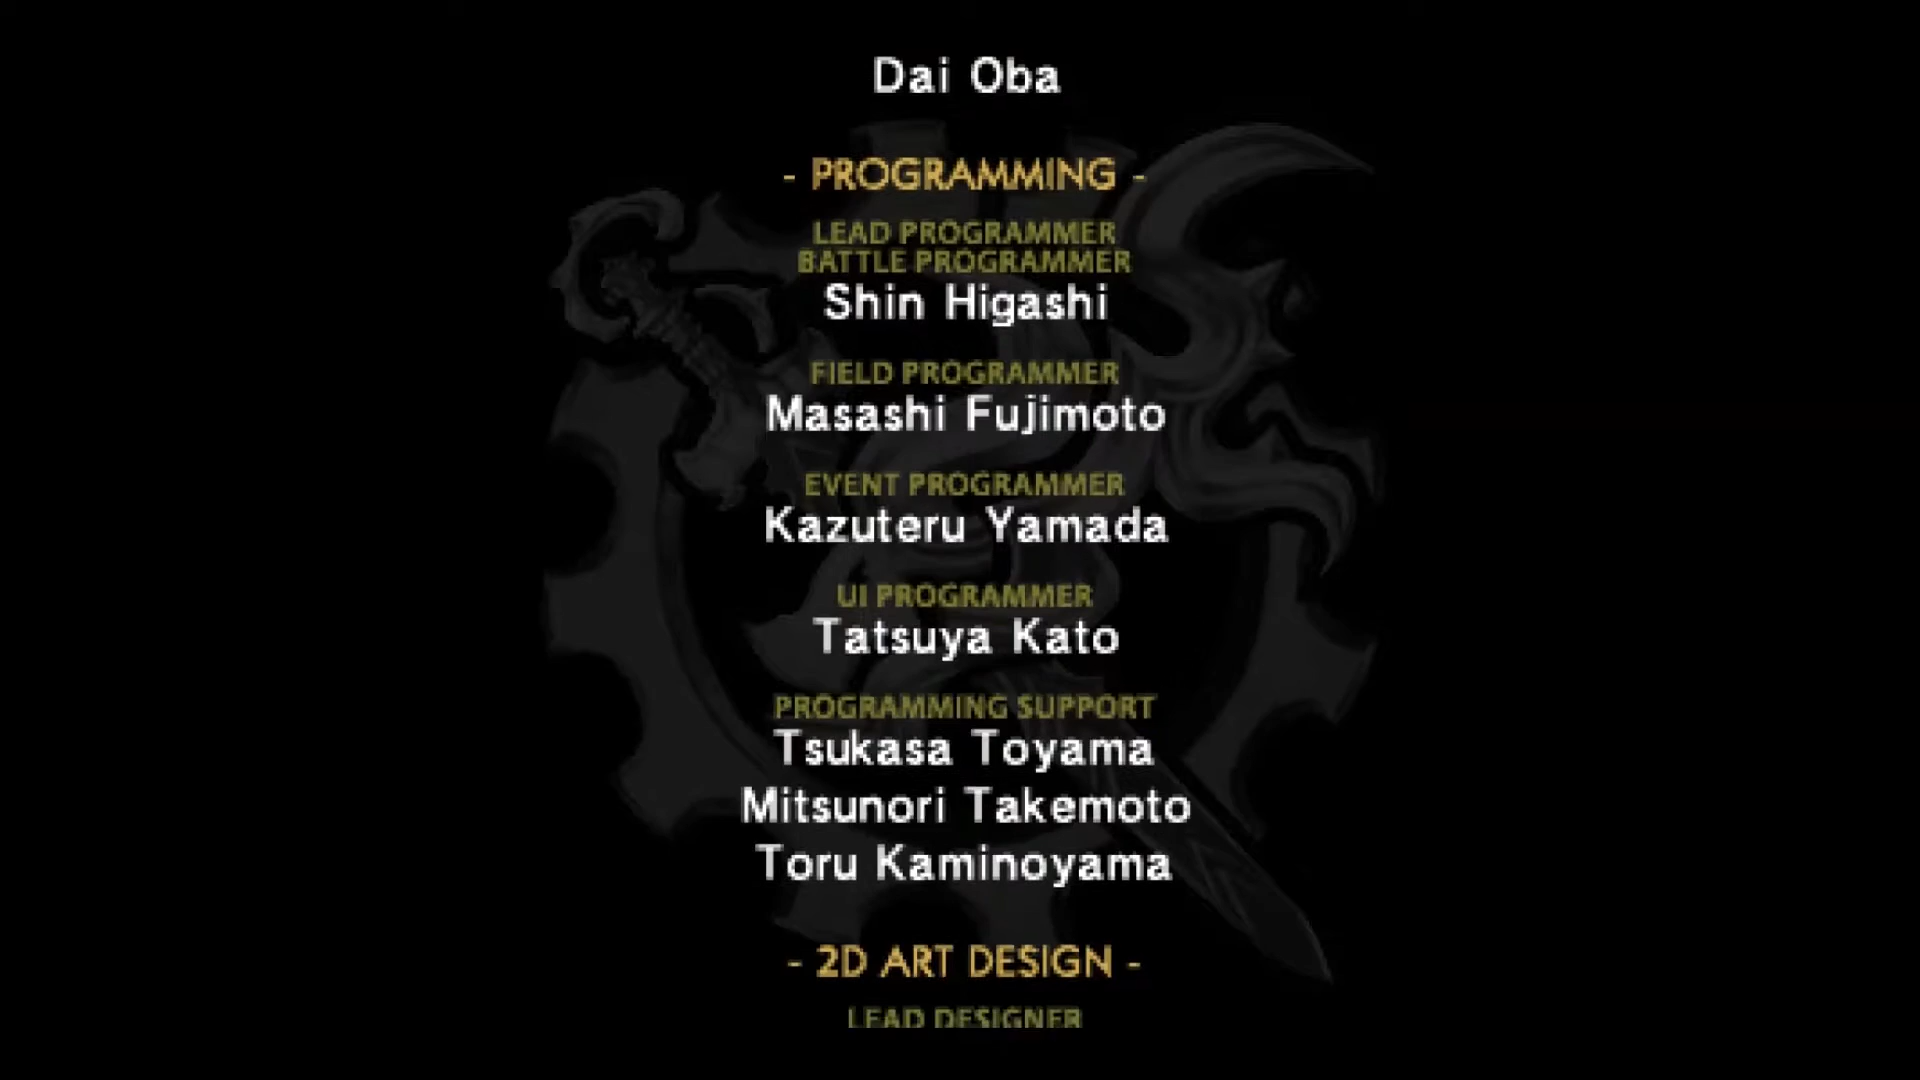 Dai Oba
- PROGRAMMING -
LEAD PROGRAMMER
BATTLE PROGRAMMER
Shin Higashi
FIELD PROGRAMMER
Masashi Fujimoto
EVENT PROGRAMMER
Kazuteru Yamada
UI PROGRAMMER
Tatsuya Kato
PROGRAMMING SUPPORT
Tsukasa Toyama
Mitsunori Takemoto
Toru Kaminoyama
- 2D ART DESIGN -
LEAD DESIGNER